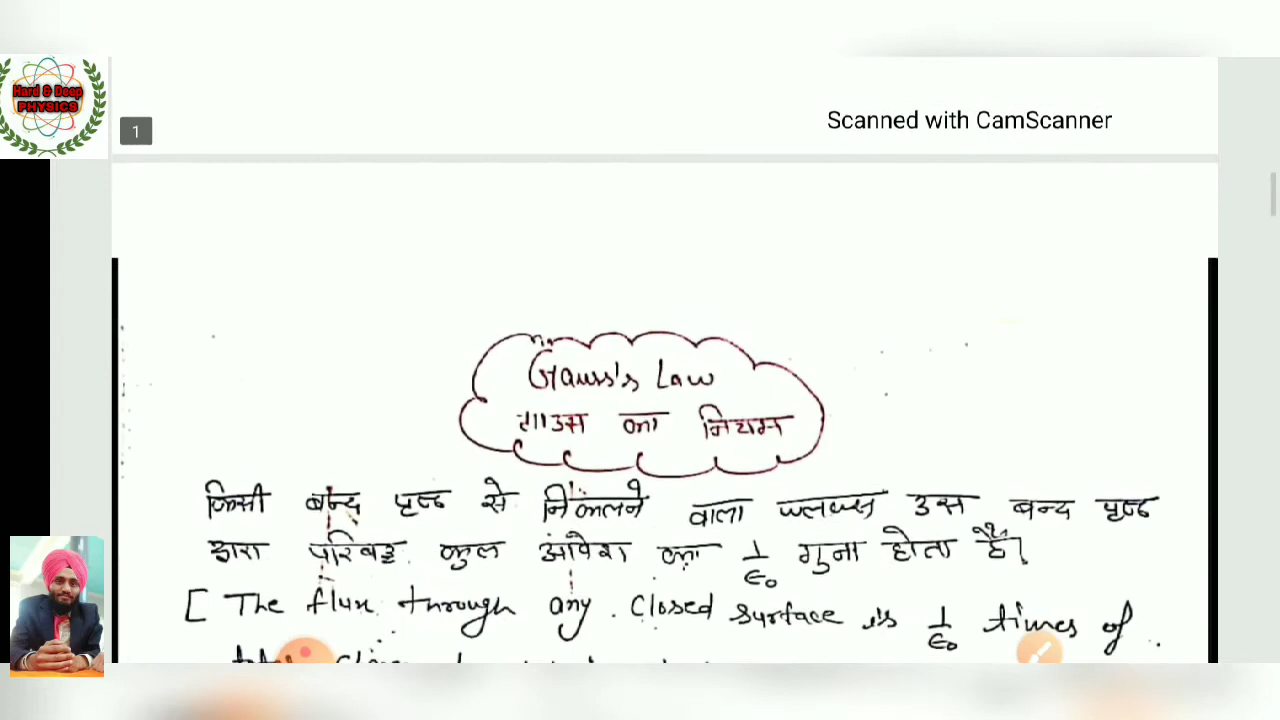 Hard & Deep
PHYSICS
1
Scanned with CamScanner
Gauss's Law
गाउस का नियम
किसी बन्द पृष्ठ से निकलने वाला फ्लक्स उस बन्द पृष्ठ
द्वारा परिबद्ध कुल आवेश का 1/ε₀ गुना होता है।
[ The flux through any closed surface is 1/ε₀ times of